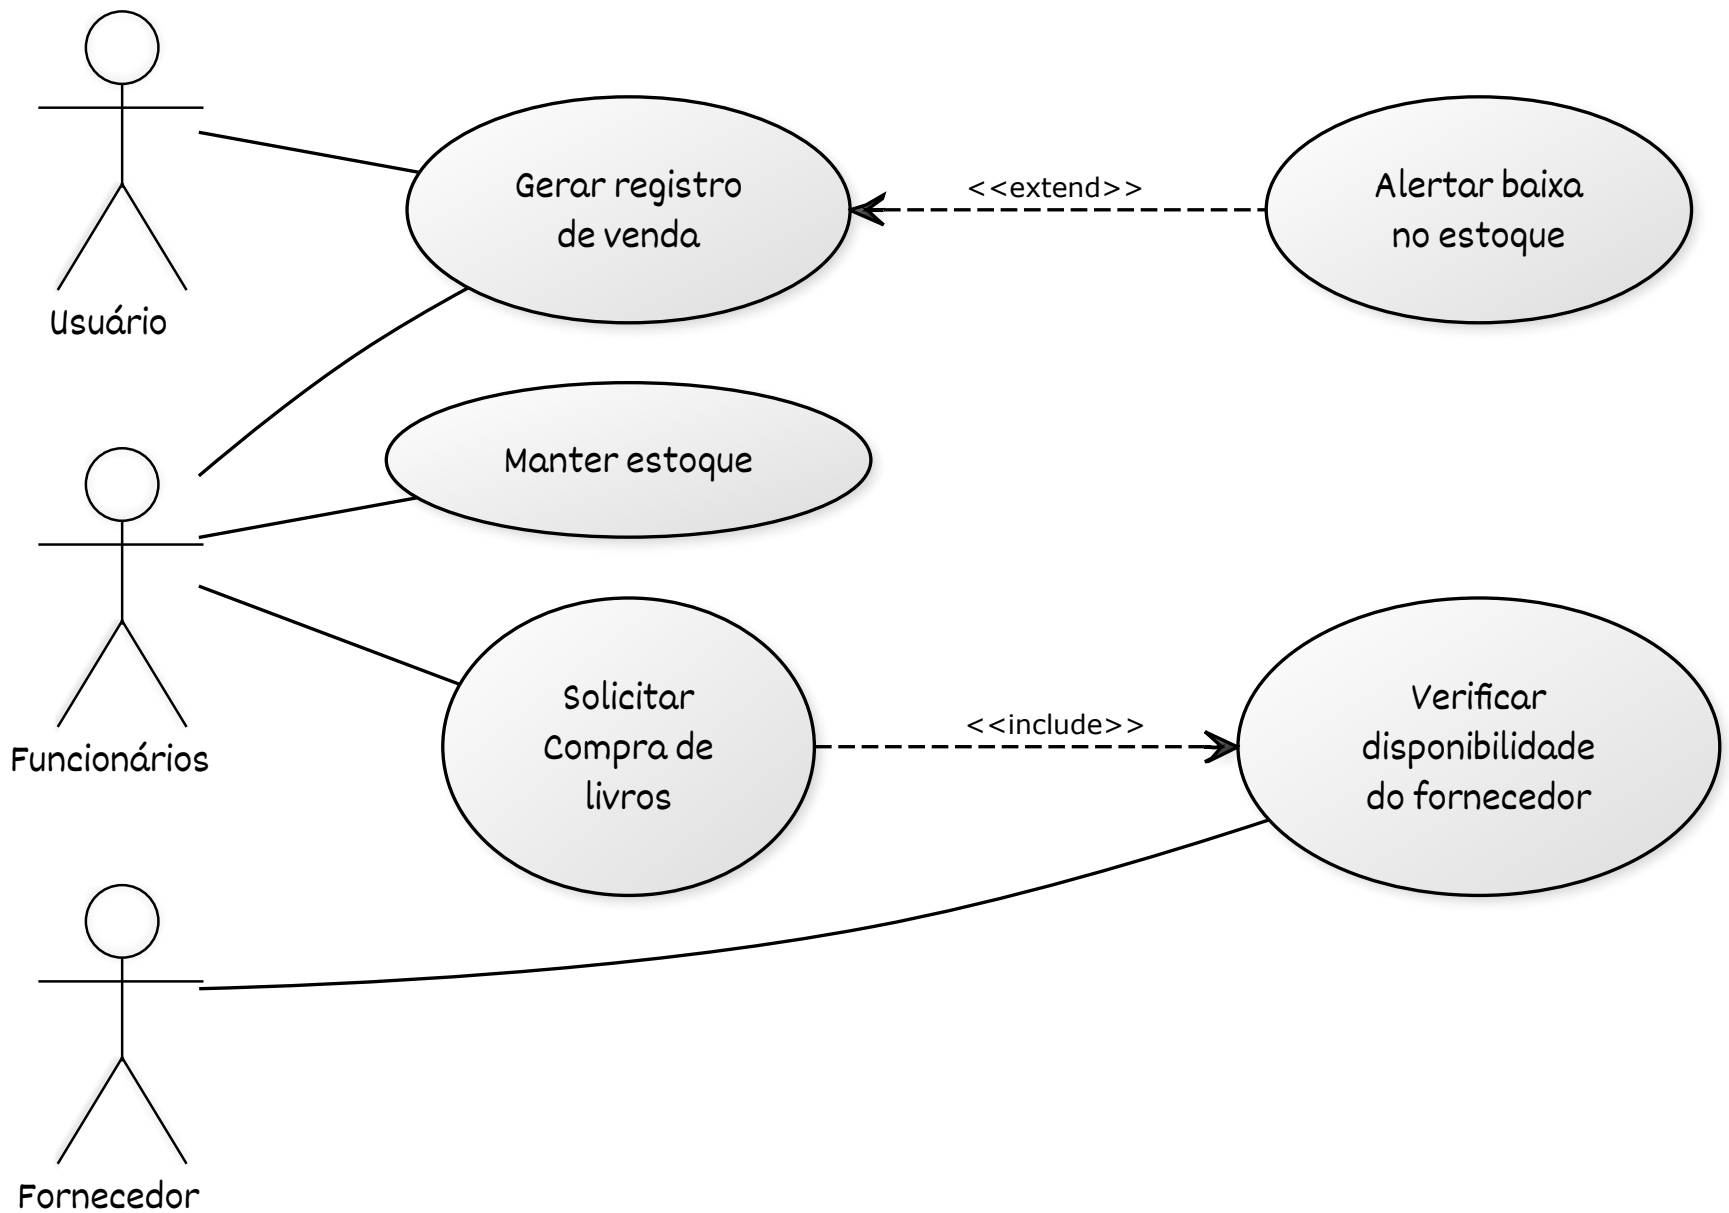 Usuário
Gerar registro
de venda
<<extend>>
Alertar baixa
no estoque
Manter estoque
Funcionários
Solicitar
Compra de
livros
<<include>>
Verificar
disponibilidade
do fornecedor
Fornecedor